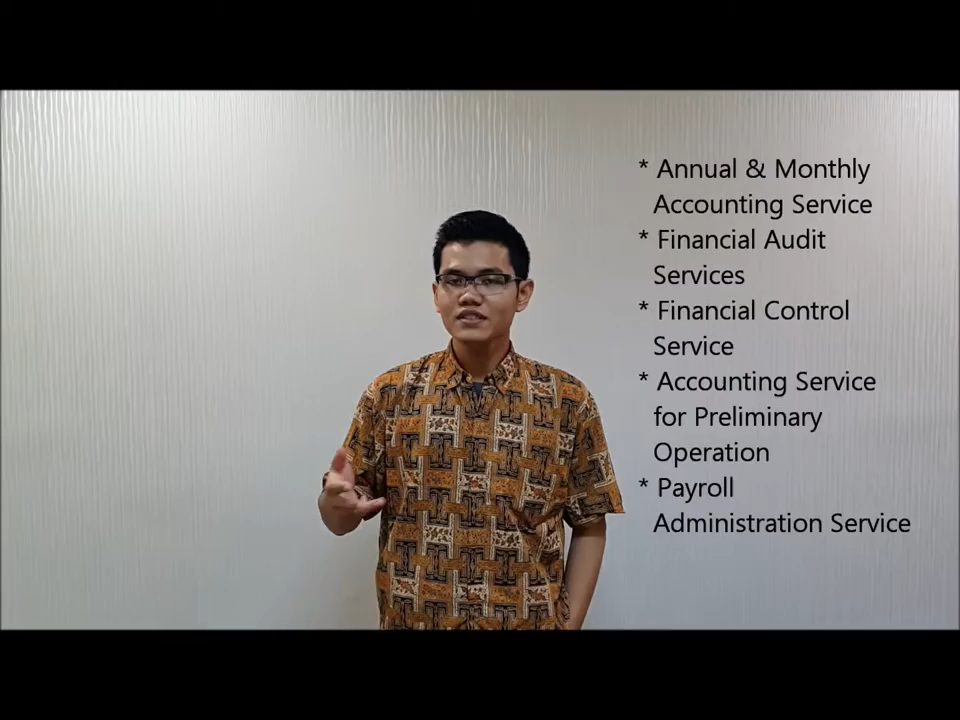 * Annual & Monthly
Accounting Service
* Financial Audit
Services
* Financial Control
Service
* Accounting Service
for Preliminary
Operation
* Payroll
Administration Service